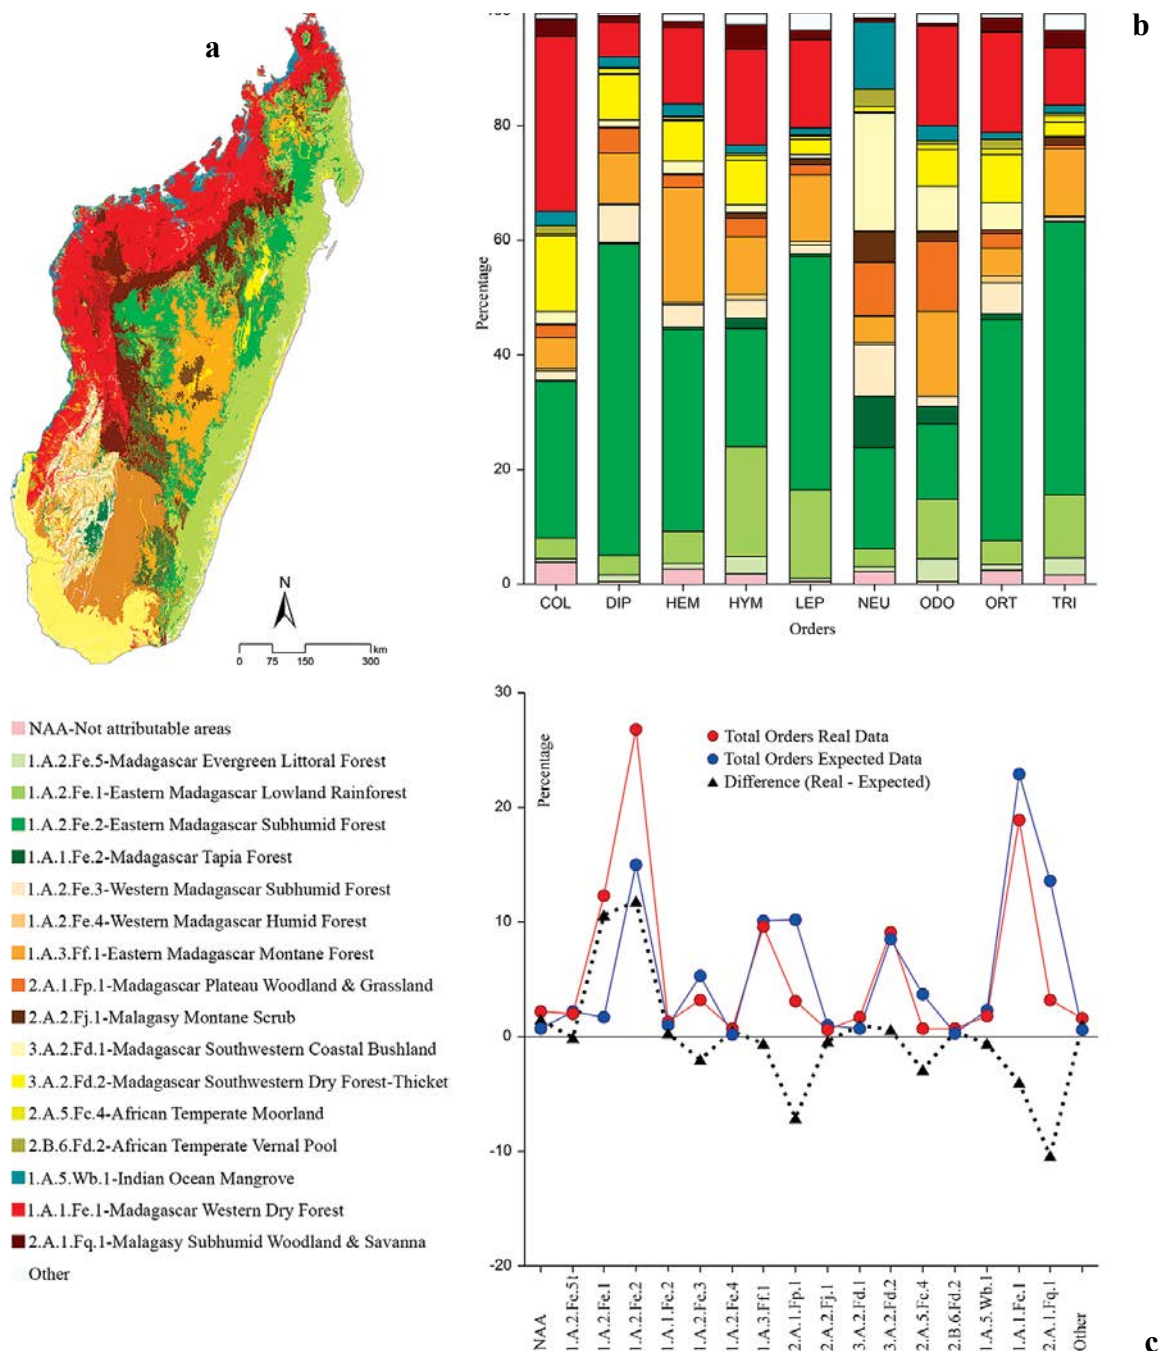 a
b
N
km
0 75 150 300
100
80
60
40
20
0
Percentage
COL DIP HEM HYM LEP NEU ODO ORT TRI
Orders
NAA-Not attributable areas
1.A.2.Fe.5-Madagascar Evergreen Littoral Forest
1.A.2.Fe.1-Eastern Madagascar Lowland Rainforest
1.A.2.Fe.2-Eastern Madagascar Subhumid Forest
1.A.1.Fe.2-Madagascar Tapia Forest
1.A.2.Fe.3-Western Madagascar Subhumid Forest
1.A.2.Fe.4-Western Madagascar Humid Forest
1.A.3.Ff.1-Eastern Madagascar Montane Forest
2.A.1.Fp.1-Madagascar Plateau Woodland & Grassland
2.A.2.Fj.1-Malagasy Montane Scrub
3.A.2.Fd.1-Madagascar Southwestern Coastal Bushland
3.A.2.Fd.2-Madagascar Southwestern Dry Forest-Thicket
2.A.5.Fc.4-African Temperate Moorland
2.B.6.Fd.2-African Temperate Vernal Pool
1.A.5.Wb.1-Indian Ocean Mangrove
1.A.1.Fe.1-Madagascar Western Dry Forest
2.A.1.Fq.1-Malagasy Subhumid Woodland & Savanna
Other
30
20
10
0
-10
-20
Percentage
Total Orders Real Data
Total Orders Expected Data
Difference (Real - Expected)
NAA
1.A.2.Fe.51
1.A.2.Fe.1
1.A.2.Fe.2
1.A.1.Fe.2
1.A.2.Fe.3
1.A.2.Fe.4
1.A.3.Ff.1
2.A.1.Fp.1
2.A.2.Fj.1
3.A.2.Fd.1
3.A.2.Fd.2
2.A.5.Fc.4
2.B.6.Fd.2
1.A.5.Wb.1
1.A.1.Fe.1
2.A.1.Fq.1
Other
c